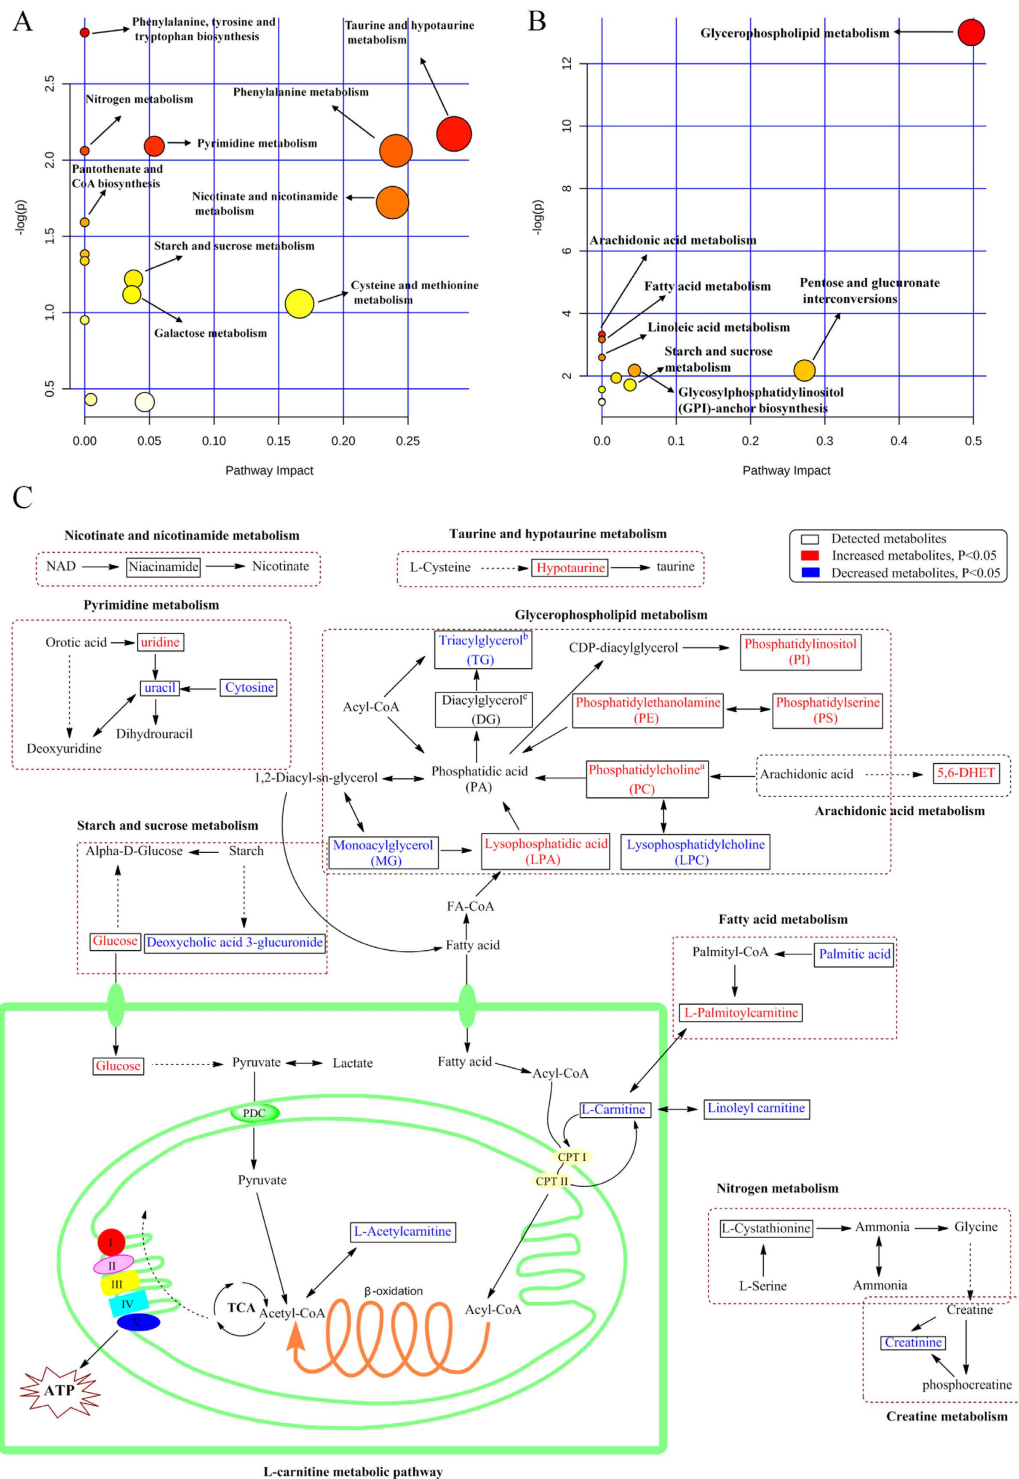 A
Phenylalanine, tyrosine and
tryptophan biosynthesis
Taurine and hypotaurine
metabolism
Phenylalanine metabolism
Nitrogen metabolism
Pyrimidine metabolism
Pantothenate and
CoA biosynthesis
Nicotinate and nicotinamide
metabolism
Starch and sucrose metabolism
Cysteine and methionine
metabolism
Galactose metabolism
-log(p)
2.5
2.0
1.5
1.0
0.5
0.00 0.05 0.10 0.15 0.20 0.25
Pathway Impact
B
Glycerophospholipid metabolism
Arachidonic acid metabolism
Fatty acid metabolism
Pentose and glucuronate
interconversions
Linoleic acid metabolism
Starch and sucrose
metabolism
Glycosylphosphatidylinositol
(GPI)-anchor biosynthesis
-log(p)
12
10
8
6
4
2
0.0 0.1 0.2 0.3 0.4 0.5
Pathway Impact
C
Nicotinate and nicotinamide metabolism
NAD Niacinamide Nicotinate
Taurine and hypotaurine metabolism
L-Cysteine Hypotaurine taurine
Detected metabolites
Increased metabolites, P<0.05
Decreased metabolites, P<0.05
Pyrimidine metabolism
Orotic acid uridine
uracil Cytosine
Dihydrouracil
Deoxyuridine
Glycerophospholipid metabolism
Triacylglycerolb
(TG)
CDP-diacylglycerol
Phosphatidylinositol
(PI)
Acyl-CoA
Diacylglycerolc
(DG)
Phosphatidylethanolamine
(PE)
Phosphatidylserine
(PS)
1,2-Diacyl-sn-glycerol
Phosphatidic acid
(PA)
Phosphatidylcholinea
(PC)
Arachidonic acid 5,6-DHET
Arachidonic acid metabolism
Monoacylglycerol
(MG)
Lysophosphatidic acid
(LPA)
Lysophosphatidylcholine
(LPC)
Starch and sucrose metabolism
Alpha-D-Glucose Starch
Glucose Deoxycholic acid 3-glucuronide
FA-CoA
Fatty acid
Fatty acid metabolism
Palmityl-CoA Palmitic acid
L-Palmitoylcarnitine
Glucose Pyruvate Lactate
Fatty acid
Acyl-CoA
L-Carnitine Linoleyl carnitine
PDC
CPT I
CPT II
Pyruvate
L-Acetylcarnitine
I
II
III
IV
V
TCA Acetyl-CoA
β-oxidation
Acyl-CoA
ATP
Nitrogen metabolism
L-Cystathionine Ammonia Glycine
L-Serine Ammonia
Creatine
Creatinine
phosphocreatine
Creatine metabolism
L-carnitine metabolic pathway